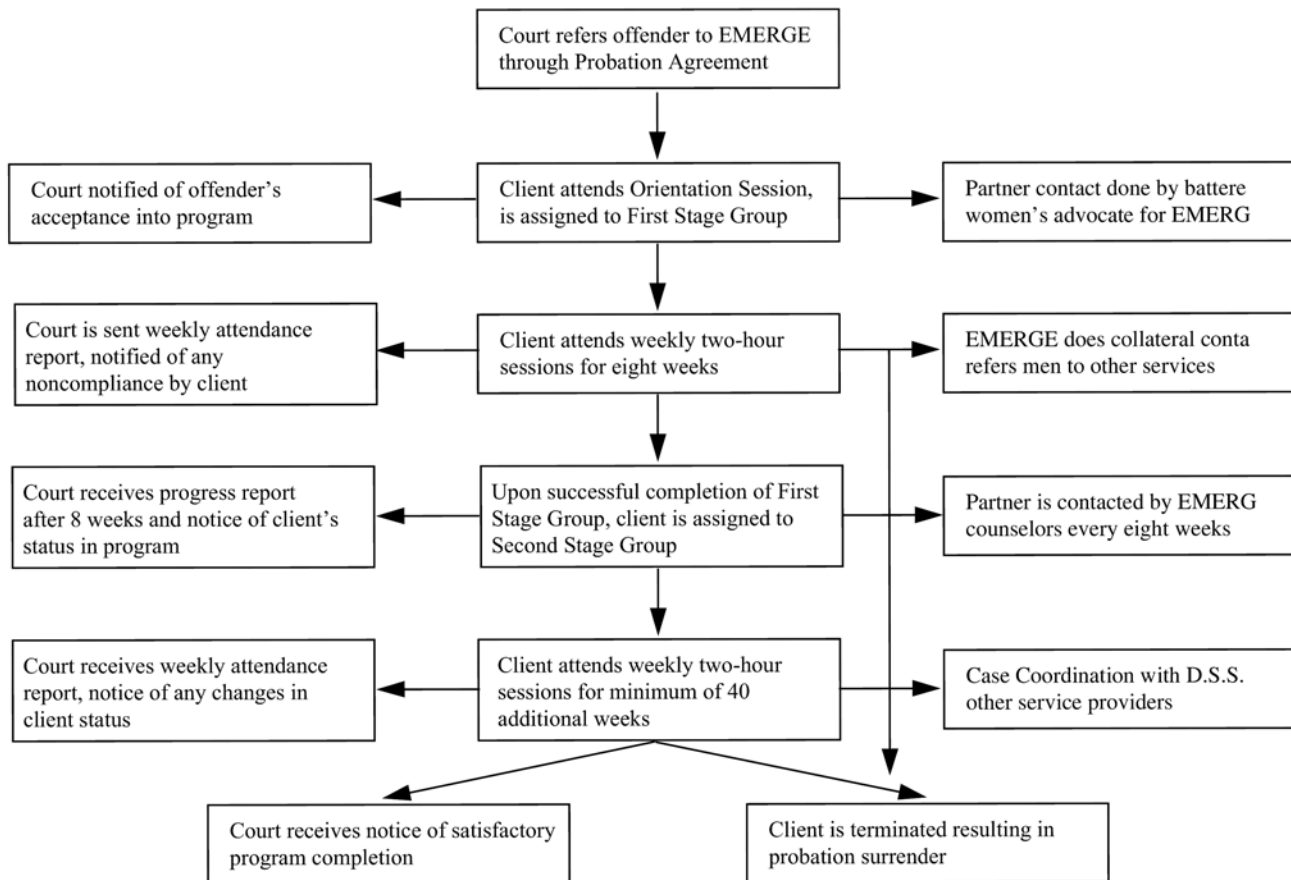 Court refers offender to EMERGE
through Probation Agreement
Court notified of offender's
acceptance into program
Client attends Orientation Session,
is assigned to First Stage Group
Partner contact done by battere
women's advocate for EMERG
Court is sent weekly attendance
report, notified of any
noncompliance by client
Client attends weekly two-hour
sessions for eight weeks
EMERGE does collateral conta
refers men to other services
Court receives progress report
after 8 weeks and notice of client's
status in program
Upon successful completion of First
Stage Group, client is assigned to
Second Stage Group
Partner is contacted by EMERG
counselors every eight weeks
Court receives weekly attendance
report, notice of any changes in
client status
Client attends weekly two-hour
sessions for minimum of 40
additional weeks
Case Coordination with D.S.S.
other service providers
Court receives notice of satisfactory
program completion
Client is terminated resulting in
probation surrender